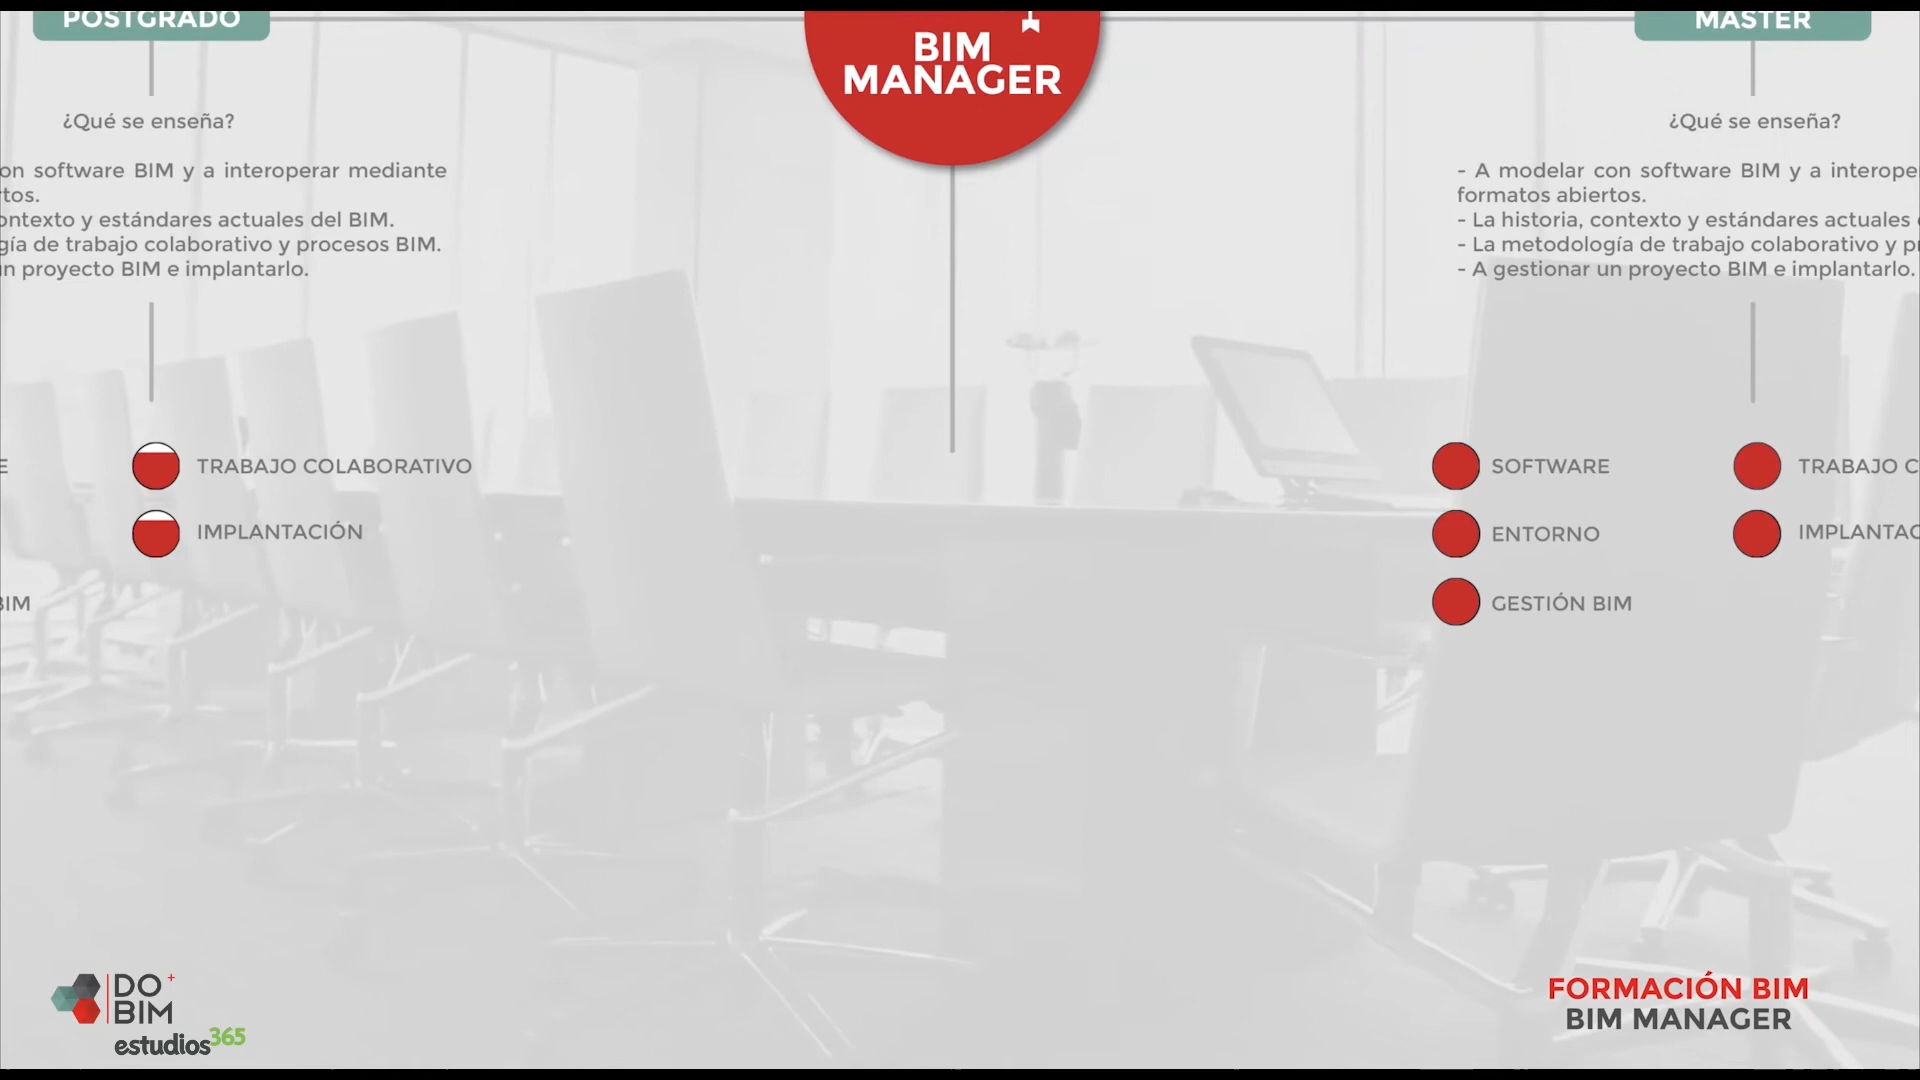 POSTGRADO
BIM
MANAGER
MASTER
¿Qué se enseña?
on software BIM y a interoperar mediante
rtos.
ontexto y estándares actuales del BIM.
gía de trabajo colaborativo y procesos BIM.
un proyecto BIM e implantarlo.
TRABAJO COLABORATIVO
IMPLANTACIÓN
BIM
¿Qué se enseña?
- A modelar con software BIM y a interope
formatos abiertos.
- La historia, contexto y estándares actuales
- La metodología de trabajo colaborativo y p
- A gestionar un proyecto BIM e implantarlo.
SOFTWARE
TRABAJO C
ENTORNO
IMPLANTAC
GESTIÓN BIM
DO+
BIM
estudios365
FORMACIÓN BIM
BIM MANAGER